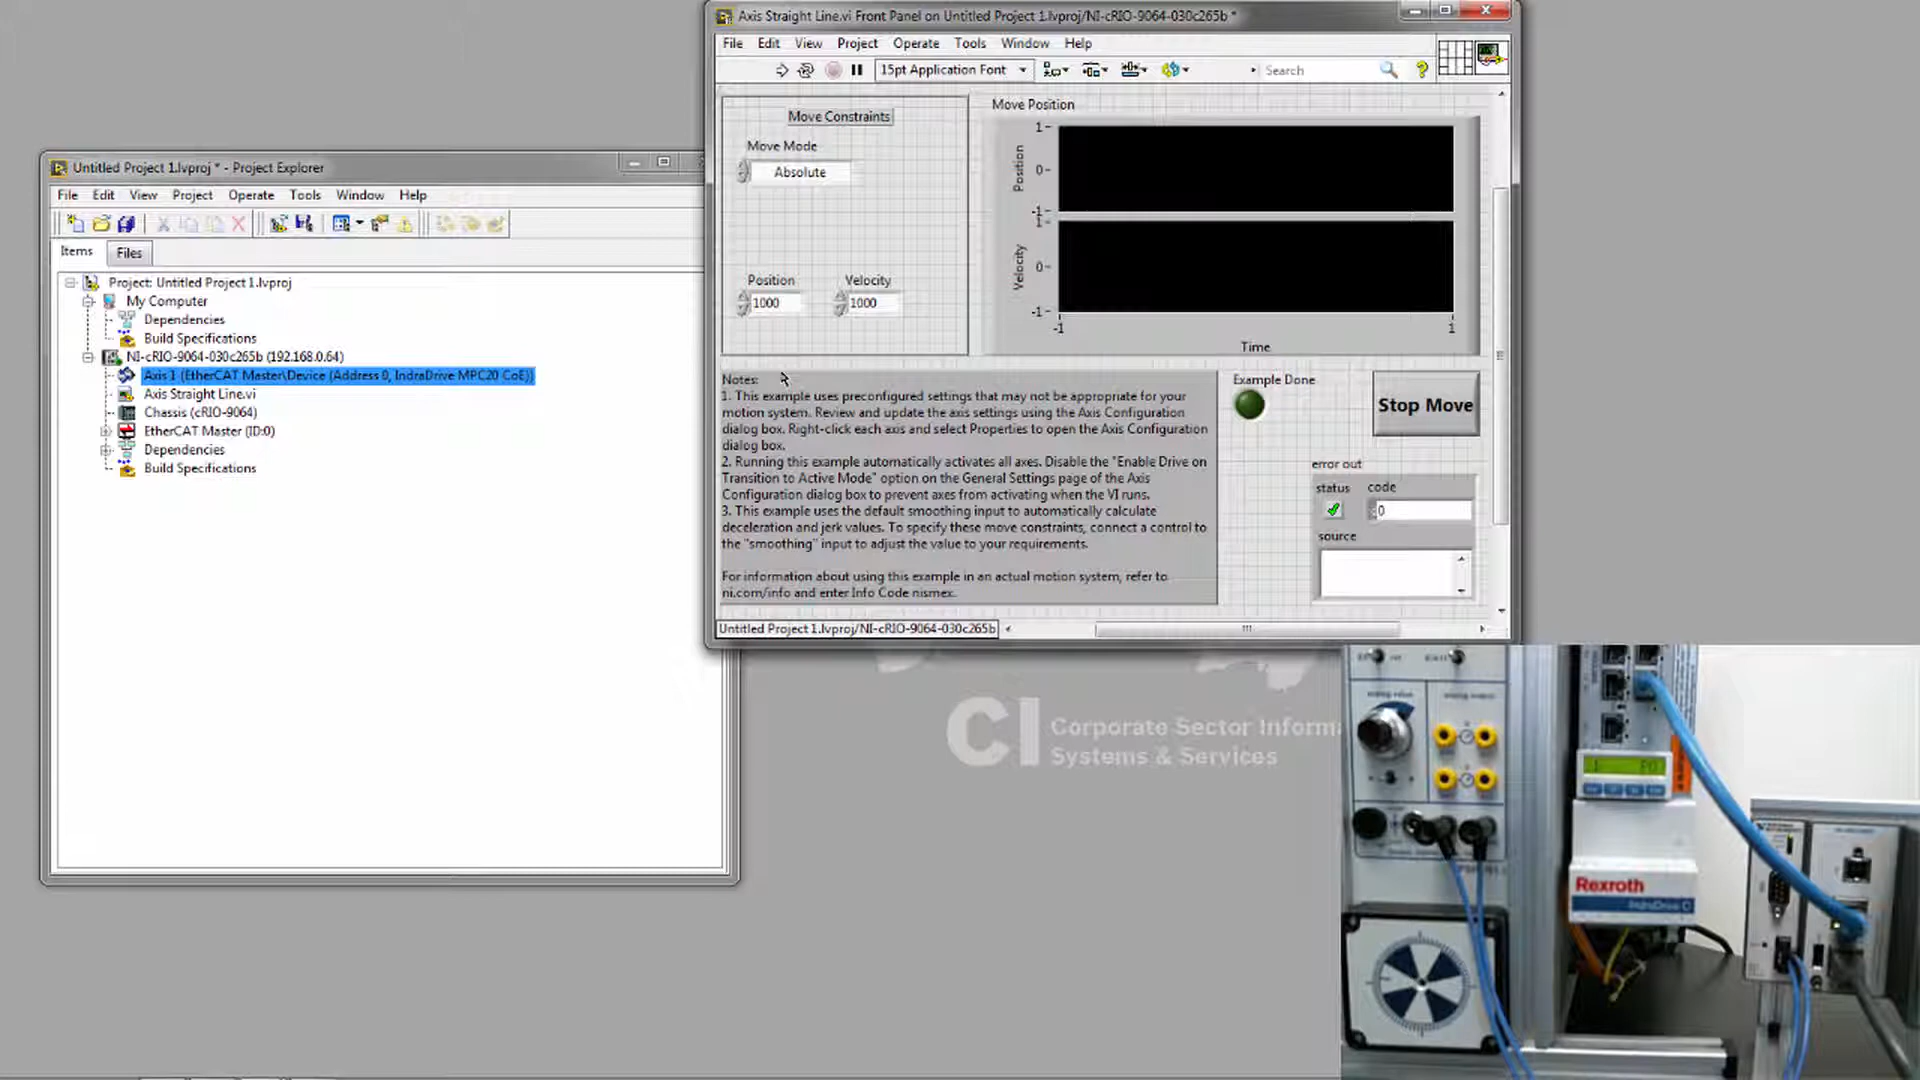 Axis Straight Line.vi Front Panel on Untitled Project 1.lvproj/NI-cRIO-9064-030c265b *
File Edit View Project Operate Tools Window Help
15pt Application Font
Search
Move Constraints
Move Mode
Absolute
Position Velocity
1000 1000
Move Position
Position
1
0
-1
Velocity
1
0
-1
-1 1
Time
Notes:
1. This example uses preconfigured settings that may not be appropriate for your
motion system. Review and update the axis settings using the Axis Configuration
dialog box. Right-click each axis and select Properties to open the Axis Configuration
dialog box.
2. Running this example automatically activates all axes. Disable the "Enable Drive on
Transition to Active Mode" option on the General Settings page of the Axis
Configuration dialog box to prevent axes from activating when the VI runs.
3. This example uses the default smoothing input to automatically calculate
deceleration and jerk values. To specify these move constraints, connect a control to
the "smoothing" input to adjust the value to your requirements.
For information about using this example in an actual motion system, refer to
ni.com/info and enter Info Code nismex.
Example Done
Stop Move
error out
status code
0
source
Untitled Project 1.lvproj/NI-cRIO-9064-030c265b
Untitled Project 1.lvproj * - Project Explorer
File Edit View Project Operate Tools Window Help
Items Files
Project: Untitled Project 1.lvproj
My Computer
Dependencies
Build Specifications
NI-cRIO-9064-030c265b (192.168.0.64)
Axis 1 (EtherCAT Master\Device (Address 0, IndraDrive MPC20 CoE))
Axis Straight Line.vi
Chassis (cRIO-9064)
EtherCAT Master (ID:0)
Dependencies
Build Specifications
CI Corporate Sector Inform
Systems & Services
Rexroth
IndraDrive C